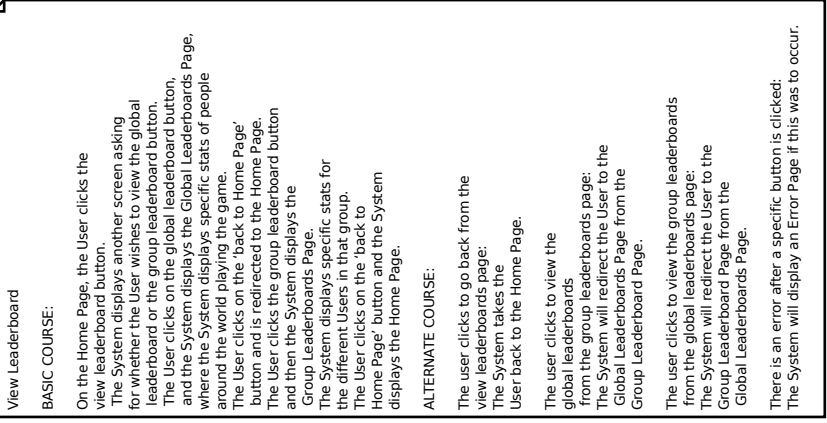 View Leaderboard
BASIC COURSE:
On the Home Page, the User clicks the
view leaderboard button.
The System displays another screen asking
for whether the User wishes to view the global
leaderboard or the group leaderboard button.
The User clicks on the global leaderboard button,
and the System displays the Global Leaderboards Page,
where the System displays specific stats of people
around the world playing the game.
The User clicks on the ‘back to Home Page’
button and is redirected to the Home Page.
The User clicks the group leaderboard button
and then the System displays the
Group Leaderboards Page.
The System displays specific stats for
the different Users in that group.
The User clicks on the ‘back to
Home Page’ button and the System
displays the Home Page.
ALTERNATE COURSE:
The user clicks to go back from the
view leaderboards page:
The System takes the
User back to the Home Page.
The user clicks to view the
global leaderboards
from the group leaderboards page:
The System will redirect the User to the
Global Leaderboards Page from the
Group Leaderboard Page.
The user clicks to view the group leaderboards
from the global leaderboards page:
The System will redirect the User to the
Group Leaderboard Page from the
Global Leaderboards Page.
There is an error after a specific button is clicked:
The System will display an Error Page if this was to occur.